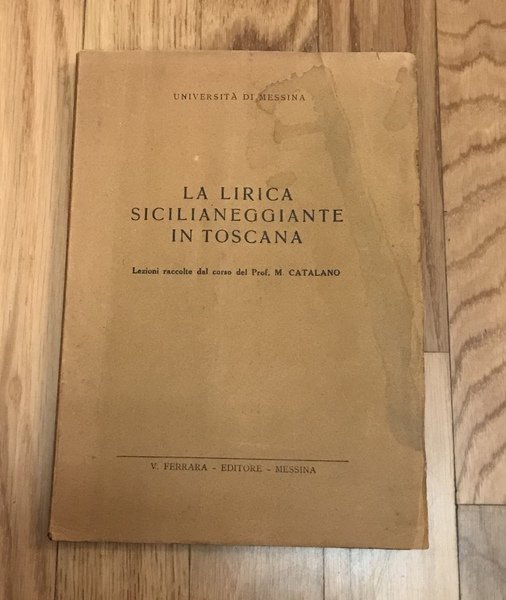 UNIVERSITÀ DI MESSINA
LA LIRICA
SICILIANEGGIANTE
IN TOSCANA
Lezioni raccolte dal corso del Prof. M. CATALANO
V. FERRARA - EDITORE - MESSINA